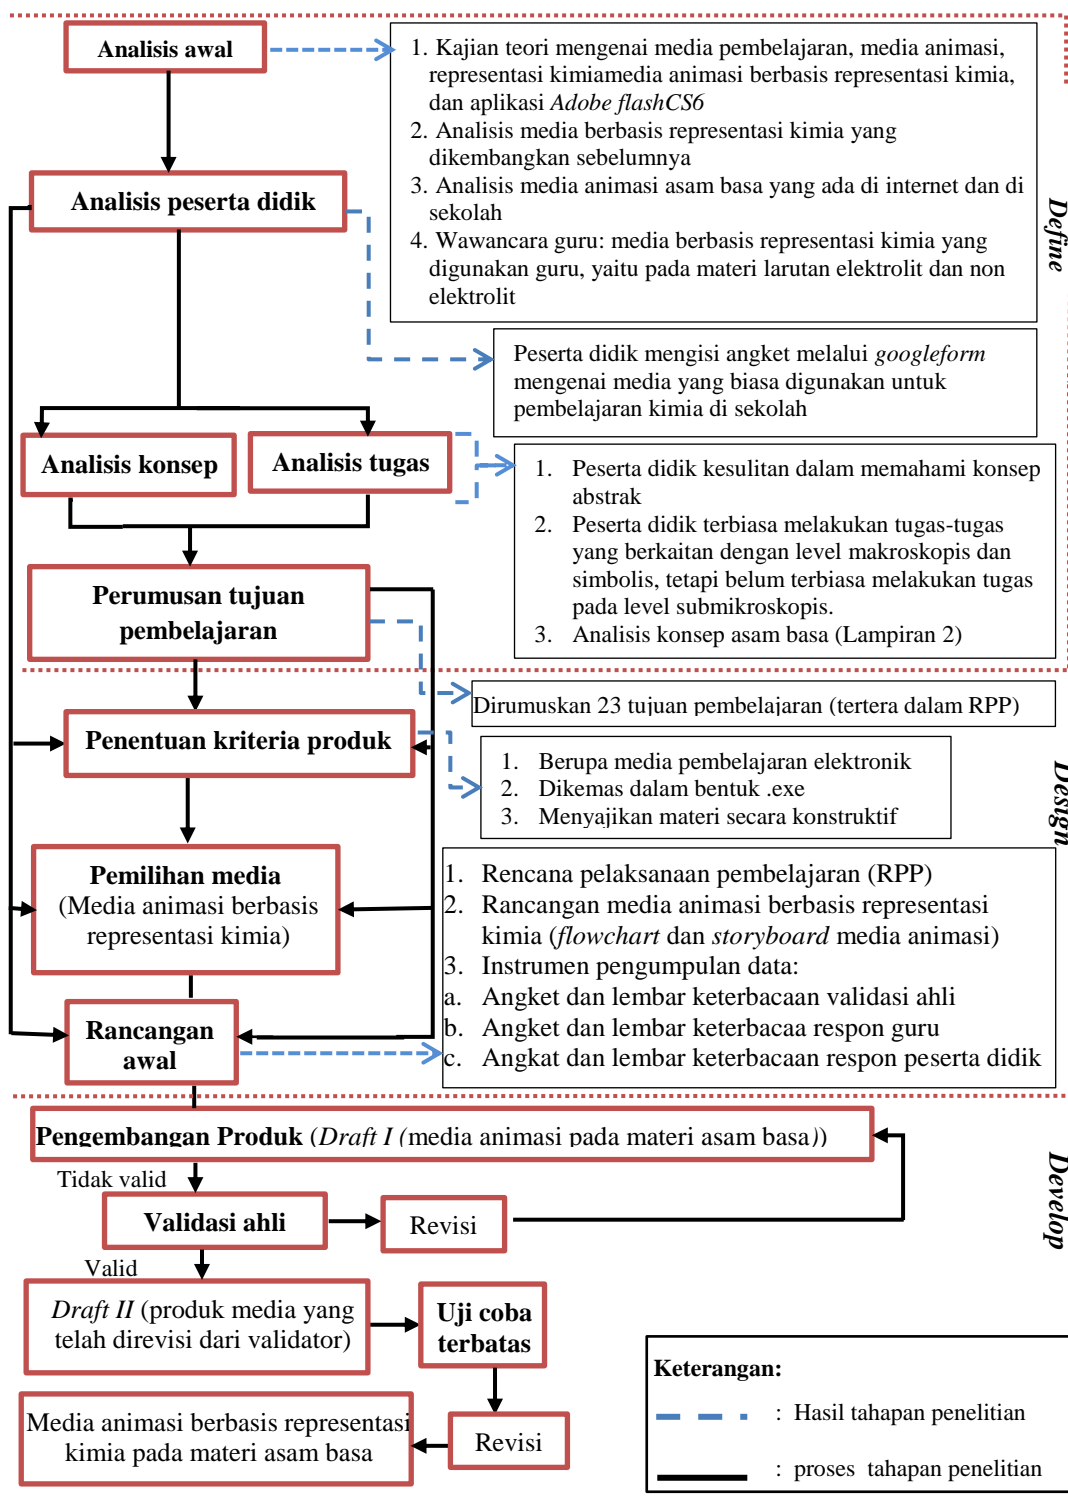 Analisis awal
1. Kajian teori mengenai media pembelajaran, media animasi,
representasi kimiamedia animasi berbasis representasi kimia,
dan aplikasi Adobe flashCS6
2. Analisis media berbasis representasi kimia yang
dikembangkan sebelumnya
3. Analisis media animasi asam basa yang ada di internet dan di
sekolah
4. Wawancara guru: media berbasis representasi kimia yang
digunakan guru, yaitu pada materi larutan elektrolit dan non
elektrolit
Define
Analisis peserta didik
Peserta didik mengisi angket melalui googleform
mengenai media yang biasa digunakan untuk
pembelajaran kimia di sekolah
Analisis konsep
Analisis tugas
1. Peserta didik kesulitan dalam memahami konsep
abstrak
2. Peserta didik terbiasa melakukan tugas-tugas
yang berkaitan dengan level makroskopis dan
simbolis, tetapi belum terbiasa melakukan tugas
pada level submikroskopis.
3. Analisis konsep asam basa (Lampiran 2)
Perumusan tujuan
pembelajaran
Dirumuskan 23 tujuan pembelajaran (tertera dalam RPP)
Penentuan kriteria produk
1. Berupa media pembelajaran elektronik
2. Dikemas dalam bentuk .exe
3. Menyajikan materi secara konstruktif
Design
Pemilihan media
(Media animasi berbasis
representasi kimia)
1. Rencana pelaksanaan pembelajaran (RPP)
2. Rancangan media animasi berbasis representasi
kimia (flowchart dan storyboard media animasi)
3. Instrumen pengumpulan data:
a. Angket dan lembar keterbacaan validasi ahli
b. Angket dan lembar keterbacaa respon guru
c. Angkat dan lembar keterbacaan respon peserta didik
Rancangan
awal
Pengembangan Produk (Draft I (media animasi pada materi asam basa))
Tidak valid
Validasi ahli
Revisi
Develop
Valid
Draft II (produk media yang
telah direvisi dari validator)
Uji coba
terbatas
Revisi
Media animasi berbasis representasi
kimia pada materi asam basa
Keterangan:
: Hasil tahapan penelitian
: proses tahapan penelitian